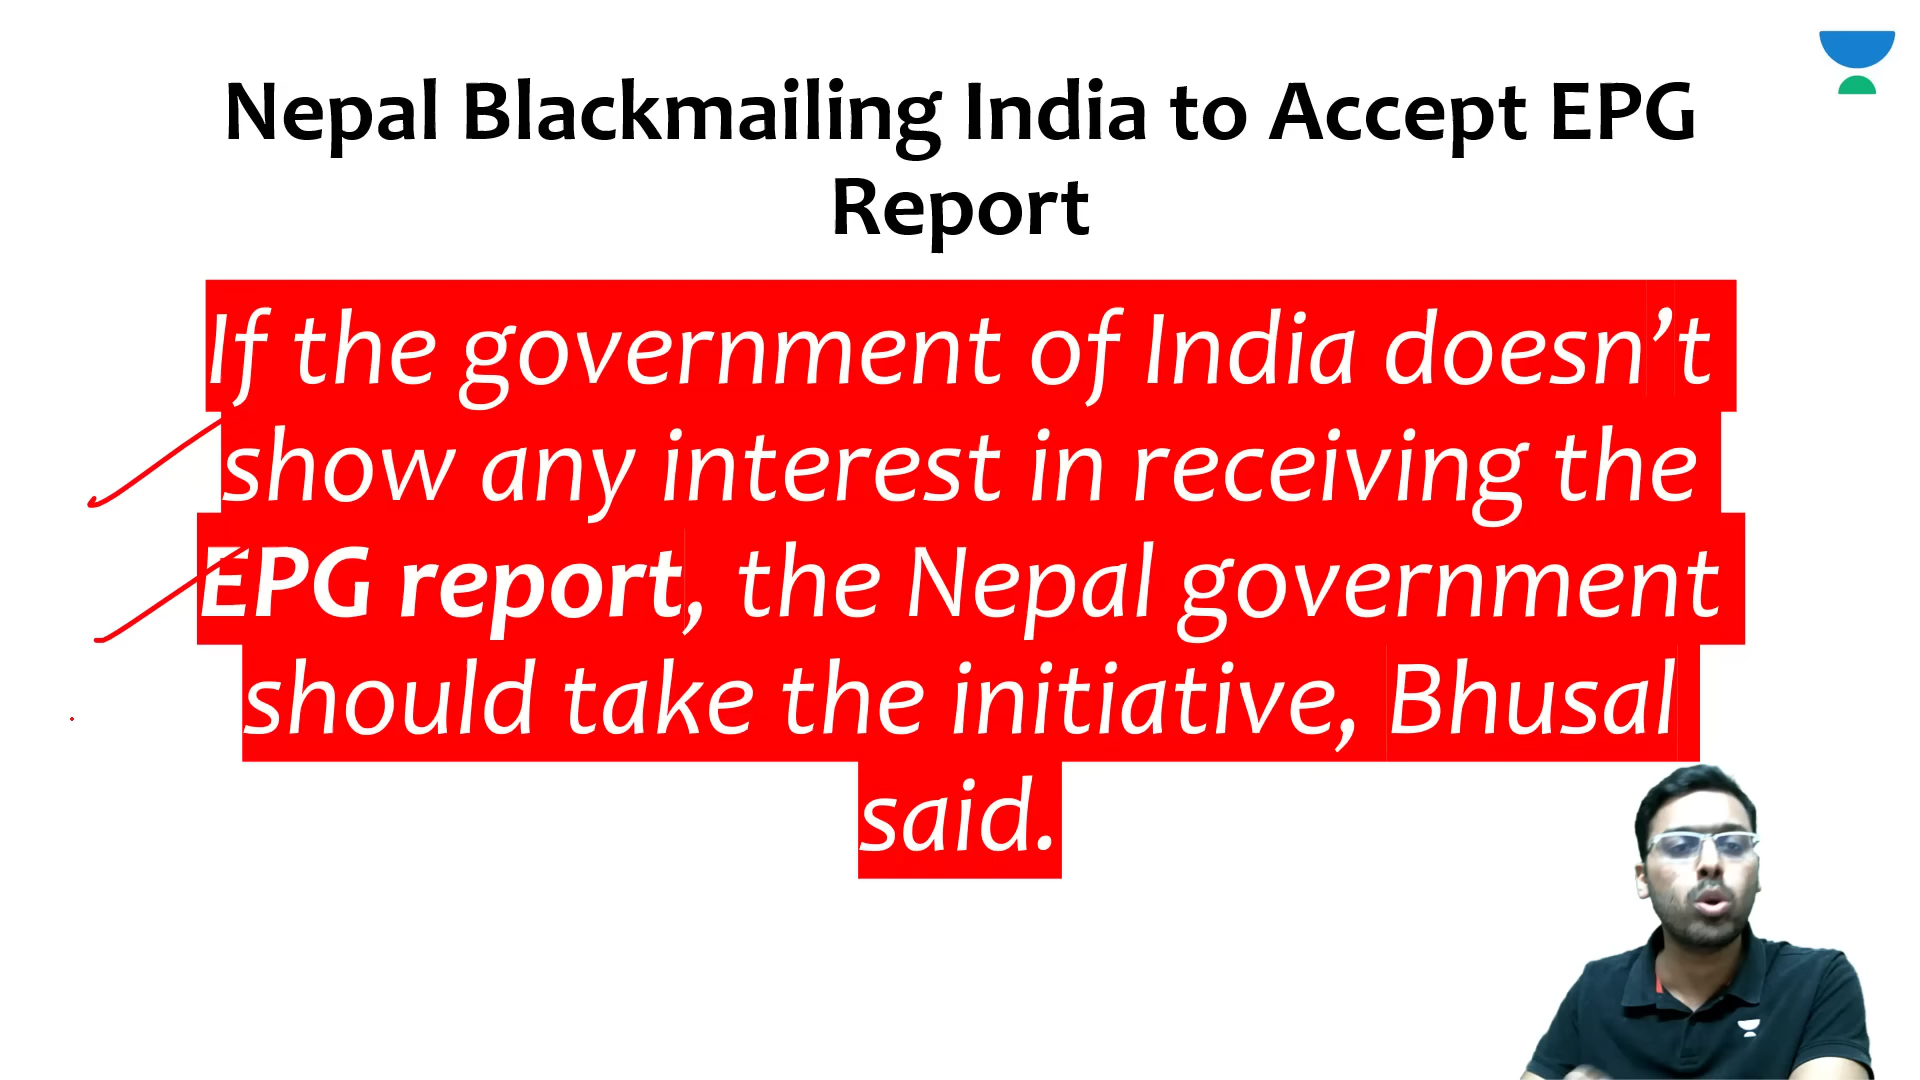 Nepal Blackmailing India to Accept EPG
Report
If the government of India doesn’t
show any interest in receiving the
EPG report, the Nepal government
should take the initiative, Bhusal
said.